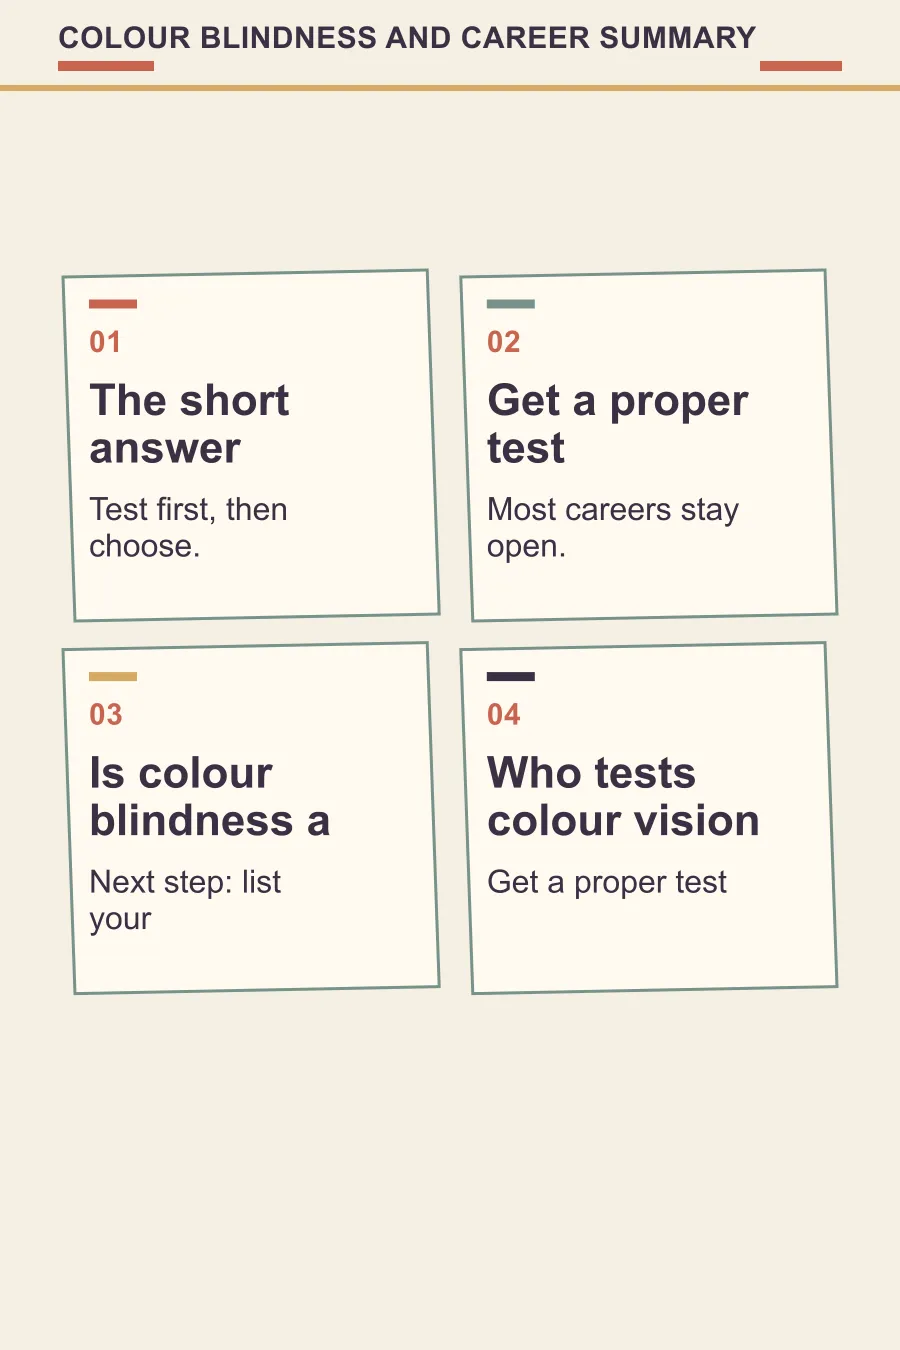 COLOUR BLINDNESS AND CAREER SUMMARY
01
The short
answer
Test first, then
choose.
02
Get a proper
test
Most careers stay
open.
03
Is colour
blindness a
Next step: list
your
04
Who tests
colour vision
Get a proper test